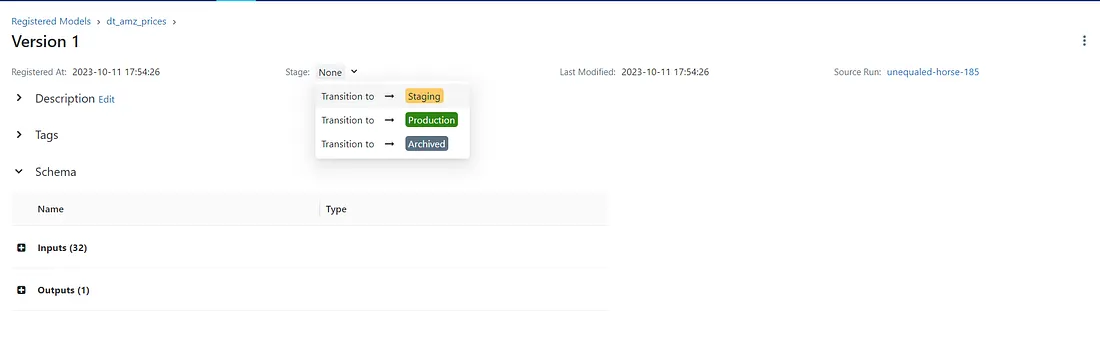 Registered Models > dt_amz_prices >
Version 1
Registered At: 2023-10-11 17:54:26 Stage: None Last Modified: 2023-10-11 17:54:26 Source Run: unequaled-horse-185
Transition to → Staging
Description Edit
Transition to → Production
Tags
Transition to → Archived
Schema
Name Type
Inputs (32)
Outputs (1)